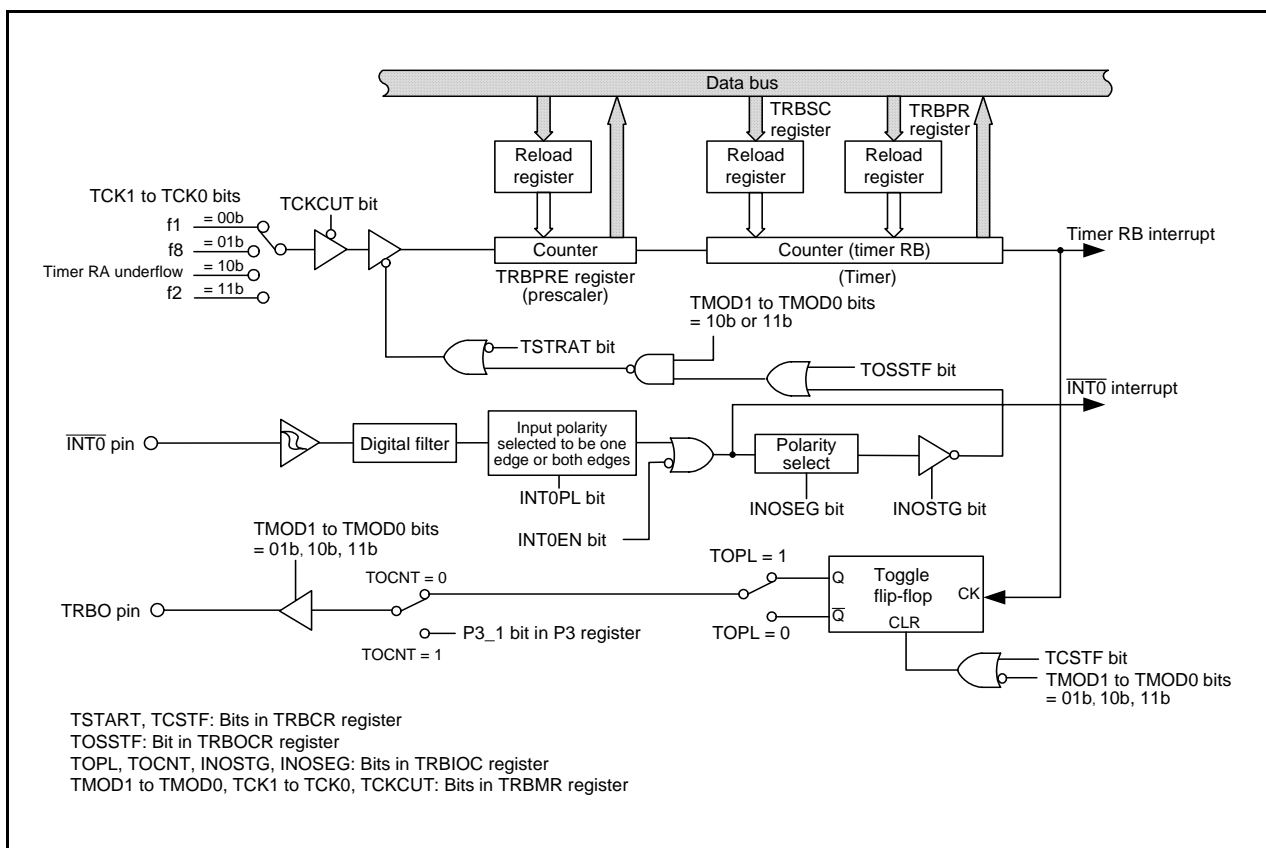 Data bus
TRBSC
register
TRBPR
register
Reload
register
Reload
register
Reload
register
TCK1 to TCK0 bits
TCKCUT bit
f1
= 00b
f8
= 01b
Timer RA underflow
= 10b
f2
= 11b
Counter
TRBPRE register
(prescaler)
Counter (timer RB)
(Timer)
Timer RB interrupt
TMOD1 to TMOD0 bits
= 10b or 11b
TSTRAT bit
TOSSTF bit
INT0 interrupt
INT0 pin
Digital filter
Input polarity
selected to be one
edge or both edges
Polarity
select
INT0PL bit
INOSEG bit
INOSTG bit
INT0EN bit
TMOD1 to TMOD0 bits
= 01b, 10b, 11b
TOPL = 1
TOCNT = 0
Q
Toggle
flip-flop
CK
TRBO pin
P3_1 bit in P3 register
TOCNT = 1
TOPL = 0
Q
CLR
TCSTF bit
TMOD1 to TMOD0 bits
= 01b, 10b, 11b
TSTART, TCSTF: Bits in TRBCR register
TOSSTF: Bit in TRBOCR register
TOPL, TOCNT, INOSTG, INOSEG: Bits in TRBIOC register
TMOD1 to TMOD0, TCK1 to TCK0, TCKCUT: Bits in TRBMR register